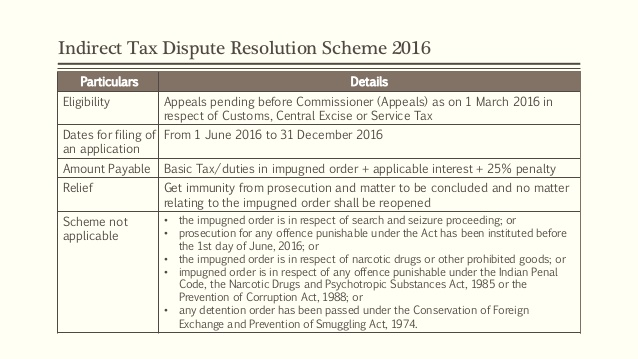 Indirect Tax Dispute Resolution Scheme 2016
Particulars Details
Eligibility Appeals pending before Commissioner (Appeals) as on 1 March 2016 in
respect of Customs, Central Excise or Service Tax
Dates for filing of From 1 June 2016 to 31 December 2016
an application
Amount Payable Basic Tax/duties in impugned order + applicable interest + 25% penalty
Relief Get immunity from prosecution and matter to be concluded and no matter
relating to the impugned order shall be reopened
Scheme not
applicable
• the impugned order is in respect of search and seizure proceeding; or
• prosecution for any offence punishable under the Act has been instituted before
the 1st day of June, 2016; or
• the impugned order is in respect of narcotic drugs or other prohibited goods; or
• impugned order is in respect of any offence punishable under the Indian Penal
Code, the Narcotic Drugs and Psychotropic Substances Act, 1985 or the
Prevention of Corruption Act, 1988; or
• any detention order has been passed under the Conservation of Foreign
Exchange and Prevention of Smuggling Act, 1974.